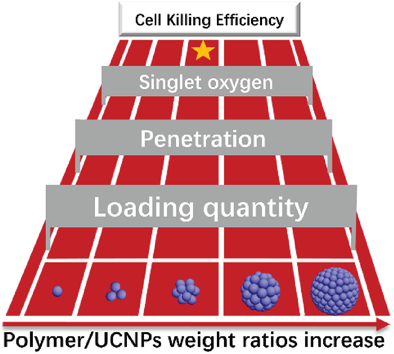 Cell Killing Efficiency
Singlet oxygen
Penetration
Loading quantity
Polymer/UCNPs weight ratios increase